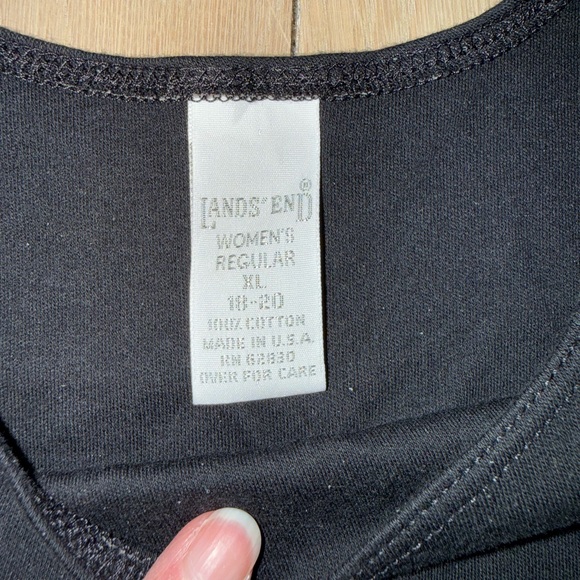 LANDS' END®
WOMEN'S
REGULAR
XL
18-20
100% COTTON
MADE IN U.S.A.
RN 62830
OVER FOR CARE